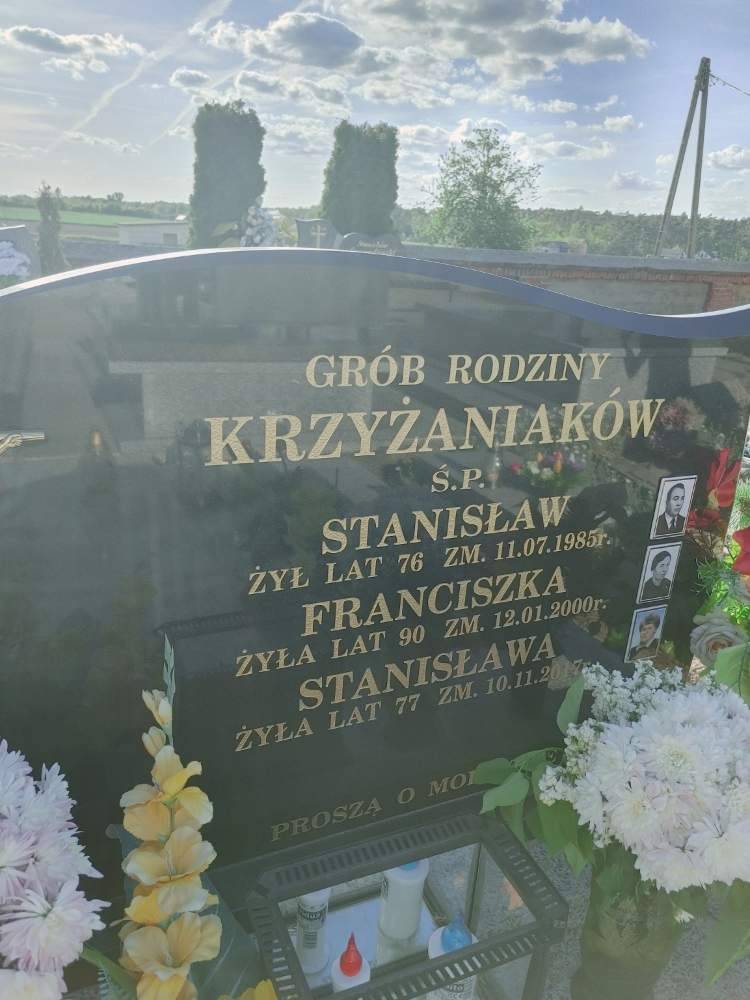 GRÓB RODZINY
KRZYŻANIAKÓW
Ś.P.
STANISŁAW
ŻYŁ LAT 76 ZM. 11.07.1985r.
FRANCISZKA
ŻYŁA LAT 90 ZM. 12.01.2000r.
STANISŁAWA
ŻYŁA LAT 77 ZM. 10.11.2017r.
PROSZĄ O